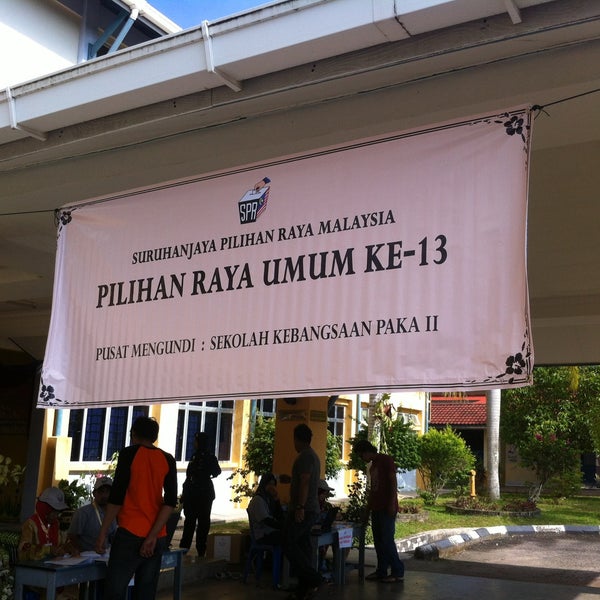 SPR
SURUHANJAYA PILIHAN RAYA MALAYSIA
PILIHAN RAYA UMUM KE-13
PUSAT MENGUNDI : SEKOLAH KEBANGSAAN PAKA II